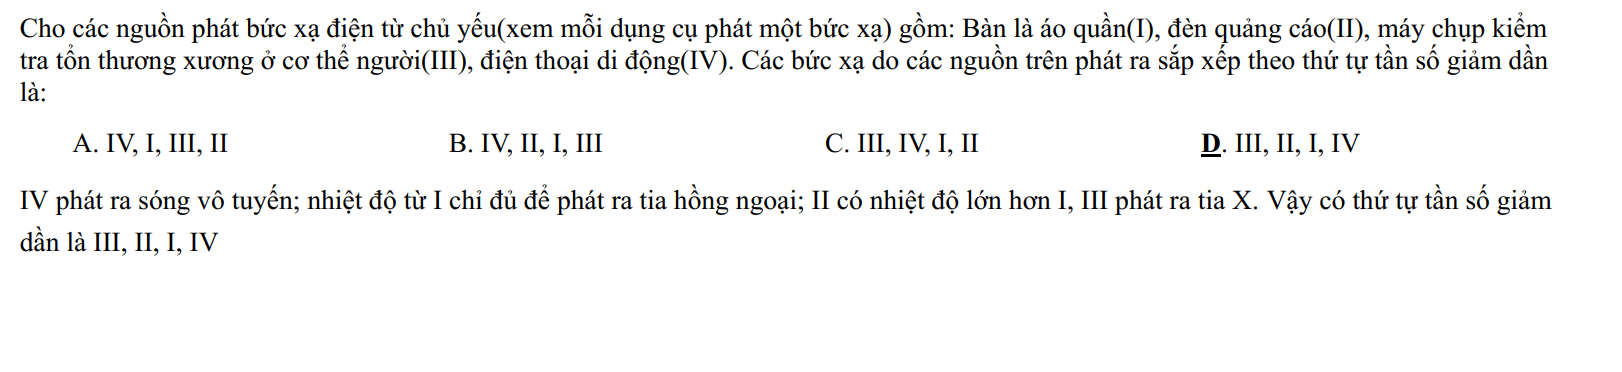 Cho các nguồn phát bức xạ điện từ chủ yếu(xem mỗi dụng cụ phát một bức xạ) gồm: Bàn là áo quần(I), đèn quảng cáo(II), máy chụp kiểm
tra tổn thương xương ở cơ thể người(III), điện thoại di động(IV). Các bức xạ do các nguồn trên phát ra sắp xếp theo thứ tự tần số giảm dần
là:
A. IV, I, III, II B. IV, II, I, III C. III, IV, I, II D. III, II, I, IV
IV phát ra sóng vô tuyến; nhiệt độ từ I chỉ đủ để phát ra tia hồng ngoại; II có nhiệt độ lớn hơn I, III phát ra tia X. Vậy có thứ tự tần số giảm
dần là III, II, I, IV